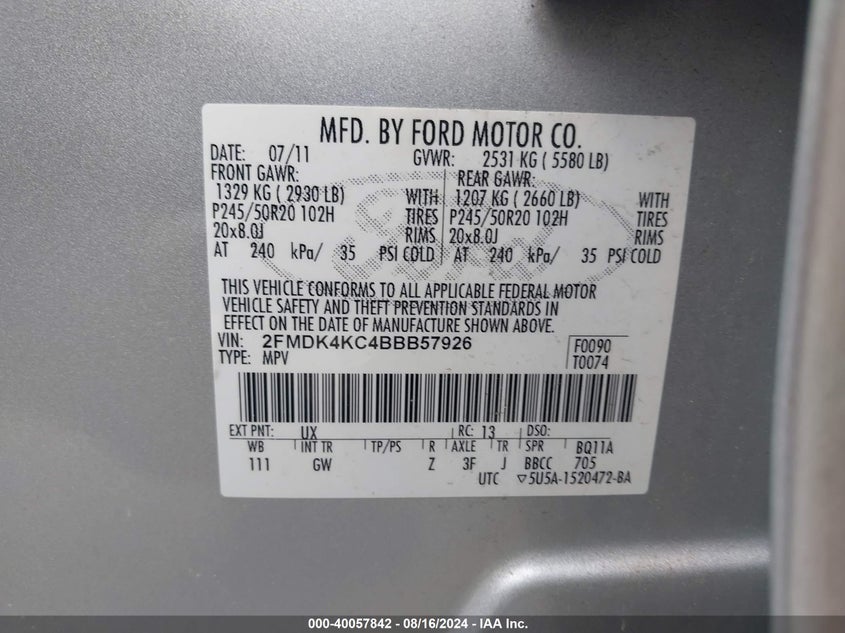 MFD. BY FORD MOTOR CO.
DATE: 07/11 GVWR: 2531 KG ( 5580 LB)
FRONT GAWR: REAR GAWR:
1329 KG ( 2930 LB) WITH 1207 KG ( 2660 LB) WITH
P245/50R20 102H TIRES P245/50R20 102H TIRES
20x8.0J RIMS 20x8.0J RIMS
AT 240 kPa/ 35 PSI COLD AT 240 kPa/ 35 PSI COLD
Ford
THIS VEHICLE CONFORMS TO ALL APPLICABLE FEDERAL MOTOR
VEHICLE SAFETY AND THEFT PREVENTION STANDARDS IN
EFFECT ON THE DATE OF MANUFACTURE SHOWN ABOVE.
VIN: 2FMDK4KC4BBB57926 F0090
TYPE: MPV T0074
EXT PNT: UX RC: 13 DSO:
WB INT TR TP/PS R AXLE TR SPR BQ11A
111 GW Z 3F J BBCC 705
UTC ▽5U5A-1520472-BA
000-40057842 - 08/16/2024 - IAA Inc.